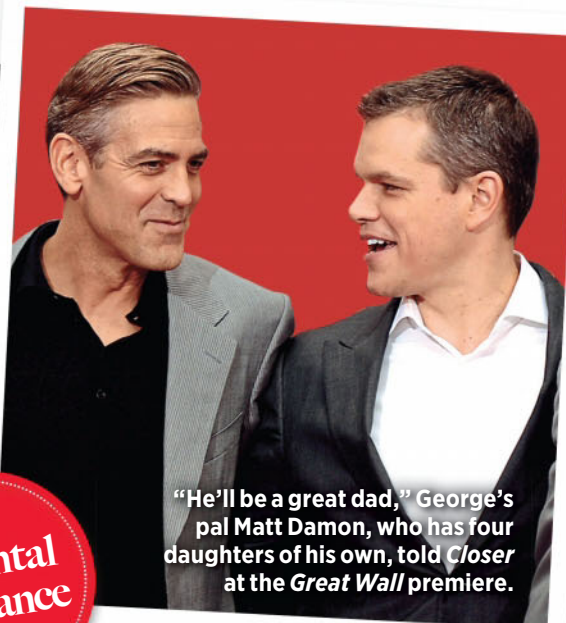 “He’ll be a great dad,” George’s
pal Matt Damon, who has four
daughters of his own, told Closer
at the Great Wall premiere.